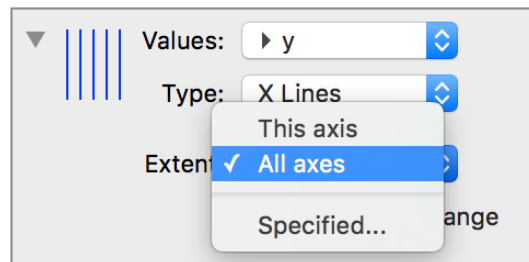 Values: y
Type: X Lines
This axis
Extent ✓ All axes
Specified... ange